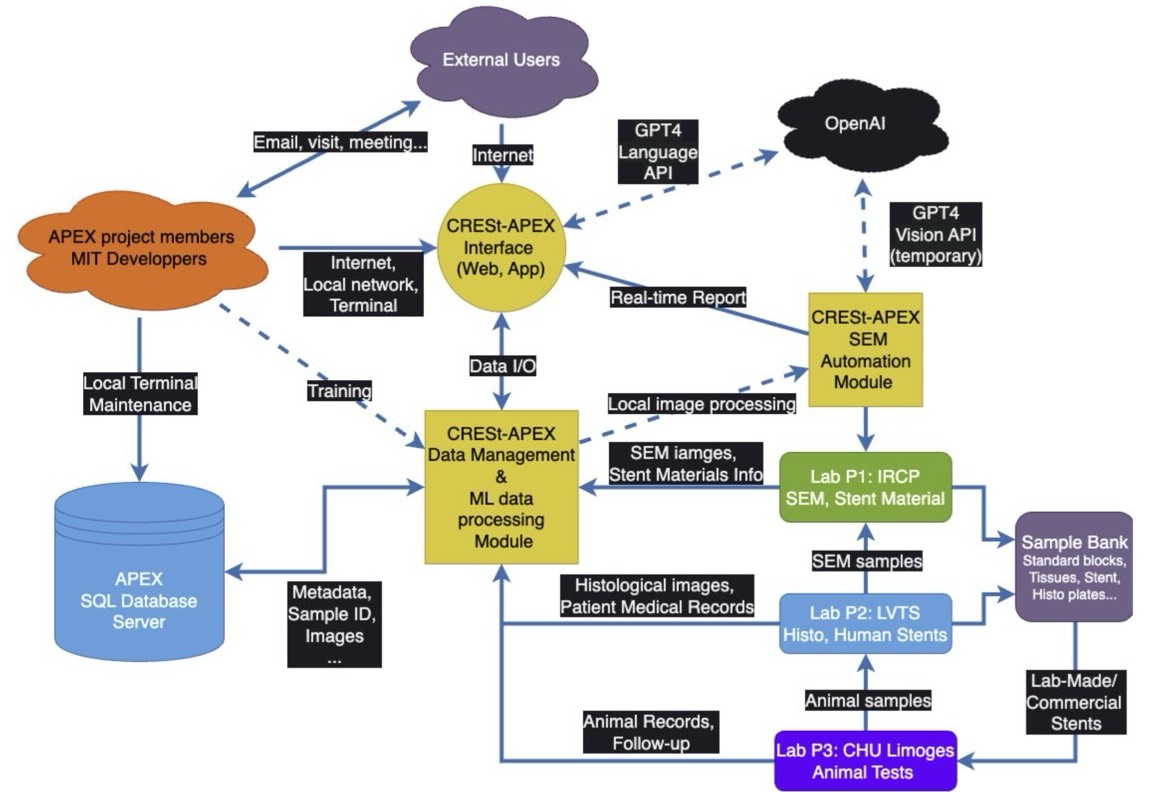 External Users
OpenAI
Email, visit, meeting...
Internet
GPT4
Language
API
GPT4
Vision API
(temporary)
APEX project members
MIT Developpers
Internet,
Local network,
Terminal
CRESt-APEX
Interface
(Web, App)
Real-time Report
CRESt-APEX
SEM
Automation
Module
Local Terminal
Maintenance
Training
Data I/O
Local image processing
CRESt-APEX
Data Management
&
ML data
processing
Module
SEM iamges,
Stent Materials Info
Lab P1: IRCP
SEM, Stent Material
APEX
SQL Database
Server
Metadata,
Sample ID,
Images
...
SEM samples
Sample Bank
Standard blocks,
Tissues, Stent,
Histo plates...
Histological images,
Patient Medical Records
Lab P2: LVTS
Histo, Human Stents
Animal samples
Lab-Made/
Commercial
Stents
Animal Records,
Follow-up
Lab P3: CHU Limoges
Animal Tests